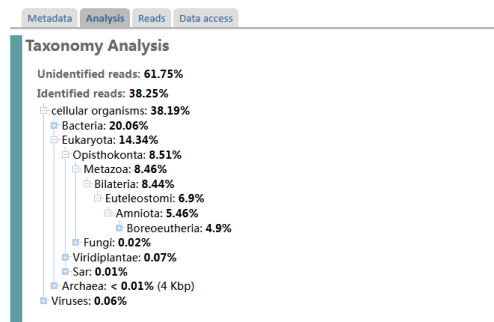 Metadata Analysis Reads Data access
Taxonomy Analysis
Unidentified reads: 61.75%
Identified reads: 38.25%
cellular organisms: 38.19%
Bacteria: 20.06%
Eukaryota: 14.34%
Opisthokonta: 8.51%
Metazoa: 8.46%
Bilateria: 8.44%
Euteleostomi: 6.9%
Amniota: 5.46%
Boreoeutheria: 4.9%
Fungi: 0.02%
Viridiplantae: 0.07%
Sar: 0.01%
Archaea: < 0.01% (4 Kbp)
Viruses: 0.06%